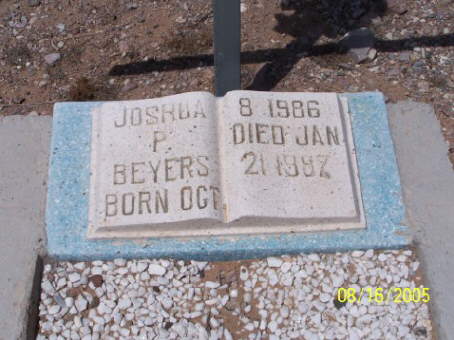 JOSHUA
P
BEYERS
BORN OCT
8 1986
DIED JAN
21 1987
08/16/2005